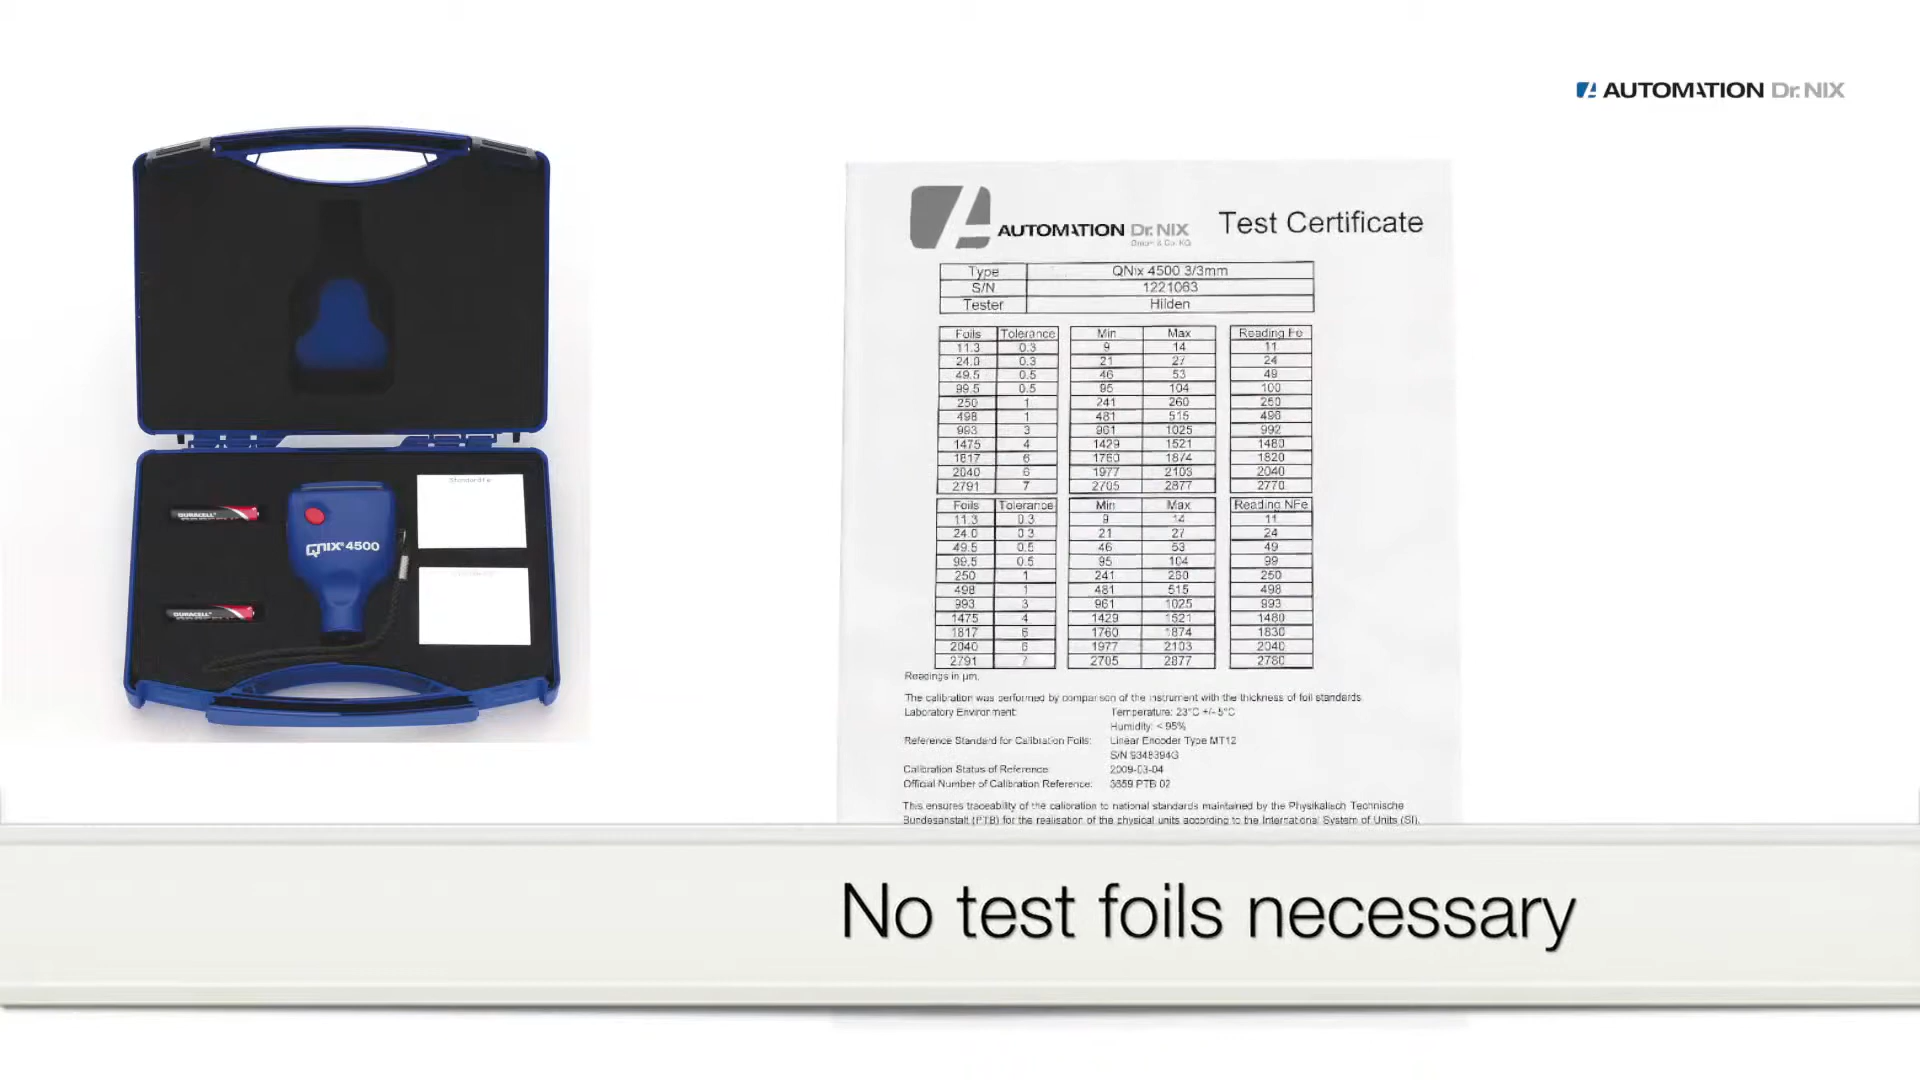 AUTOMATION Dr. NIX
DURACELL
DURACELL
QNIX® 4500
Standard Fe
AUTOMATION Dr. NIX
GmbH & Co. KG
Test Certificate
Type QNix 4500 3/3mm
S/N 1221063
Tester Hilden
Foils Tolerance Min Max Reading Fe
11.3 0.3 9 14 11
24.0 0.3 21 27 24
49.5 0.5 46 53 49
99.5 0.5 95 104 100
250 1 241 260 250
498 1 481 515 496
993 3 961 1025 992
1475 4 1429 1521 1480
1817 6 1760 1874 1820
2040 6 1977 2103 2040
2791 7 2705 2877 2770
Foils Tolerance Min Max Reading NFe
11.3 0.3 9 14 11
24.0 0.3 21 27 24
49.5 0.5 46 53 49
99.5 0.5 95 104 99
250 1 241 260 250
498 1 481 515 498
993 3 961 1025 993
1475 4 1429 1521 1480
1817 6 1760 1874 1830
2040 6 1977 2103 2040
2791 7 2705 2877 2780
Readings in µm.
The calibration was performed by comparison of the instrument with the thickness of foil standards
Laboratory Environment: Temperature: 23°C +/- 5°C
Humidity: < 95%
Reference Standard for Calibration Foils: Linear Encoder Type MT12
S/N 9348394G
Calibration Status of Reference 2009-03-04
Official Number of Calibration Reference: 3659 PTB 02
This ensures traceability of the calibration to national standards maintained by the Physikalisch Technische
Bundesanstalt (PTB) for the realisation of the physical units according to the International System of Units (SI).
No test foils necessary